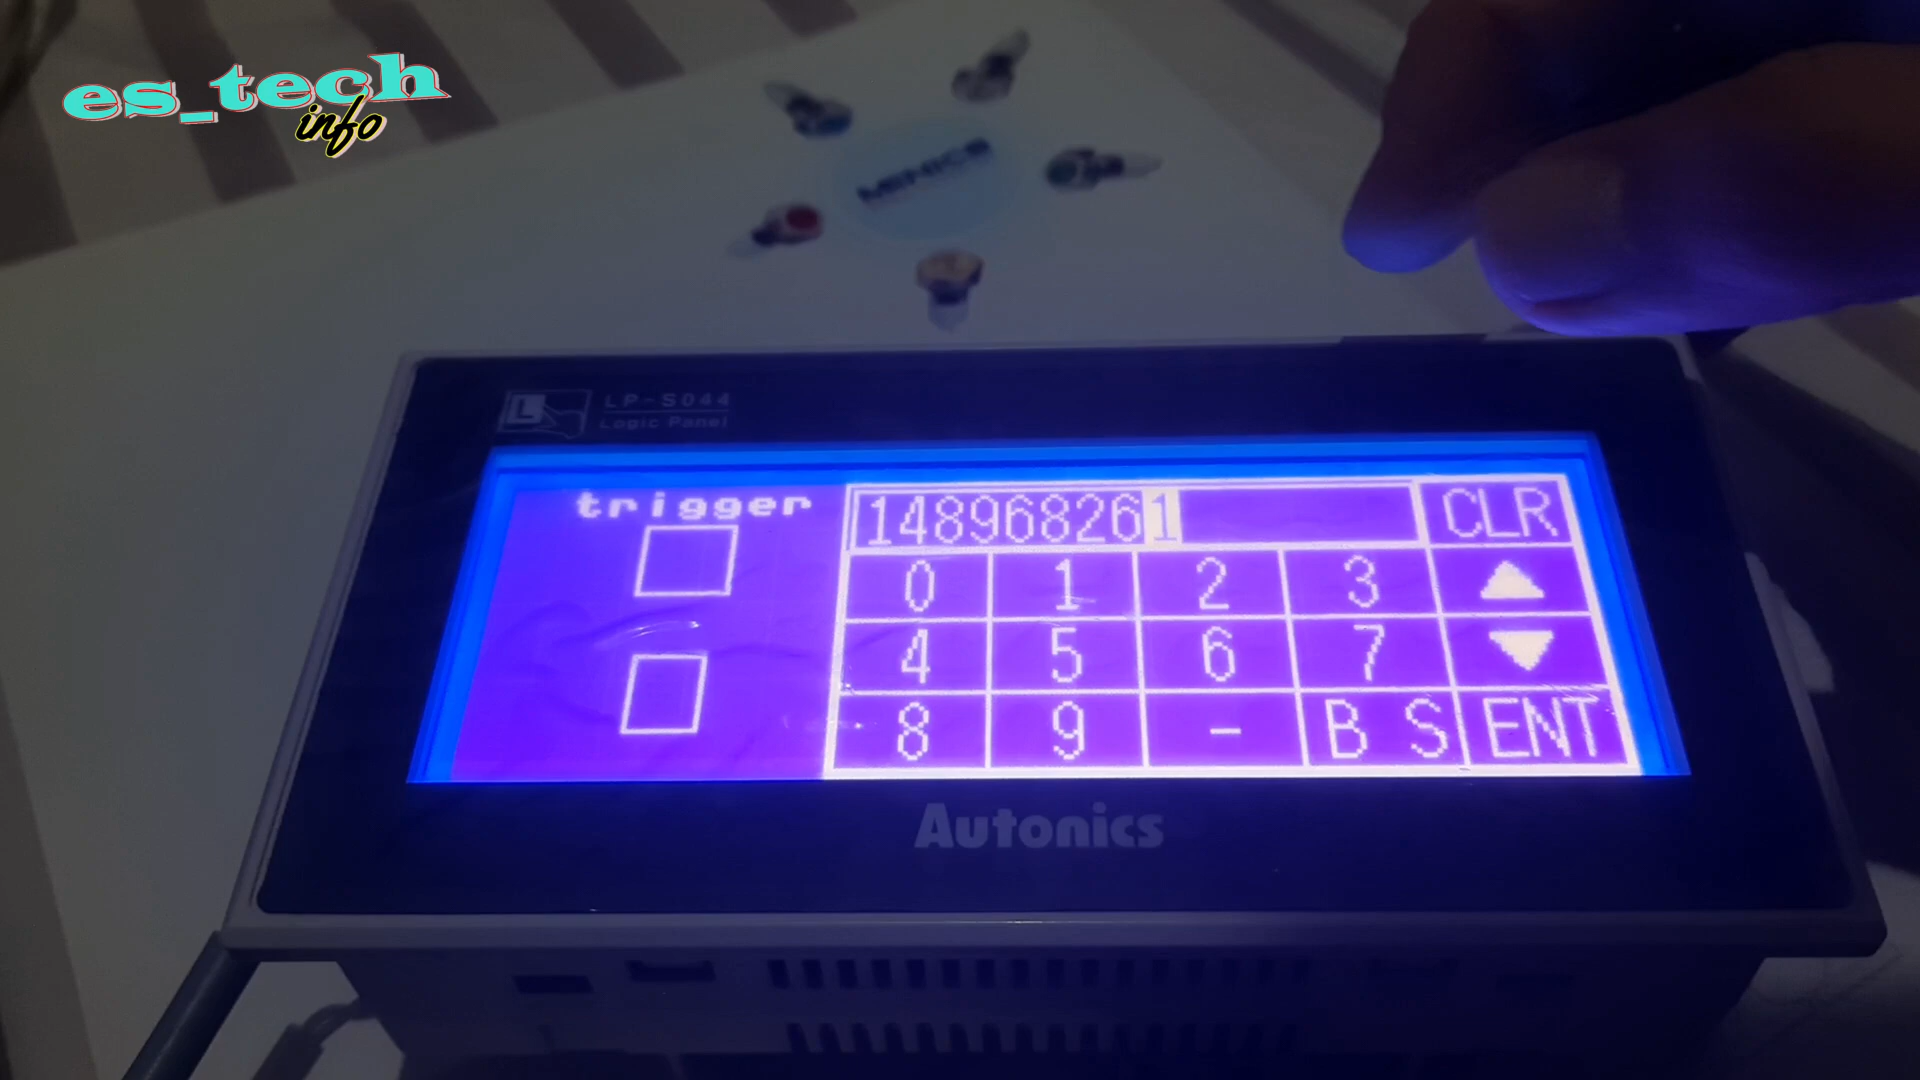 es_tech
info
LP-S044
Logic Panel
trigger
148968261
CLR
0 1 2 3 ▲
4 5 6 7 ▼
8 9 - B S ENT
Autonics